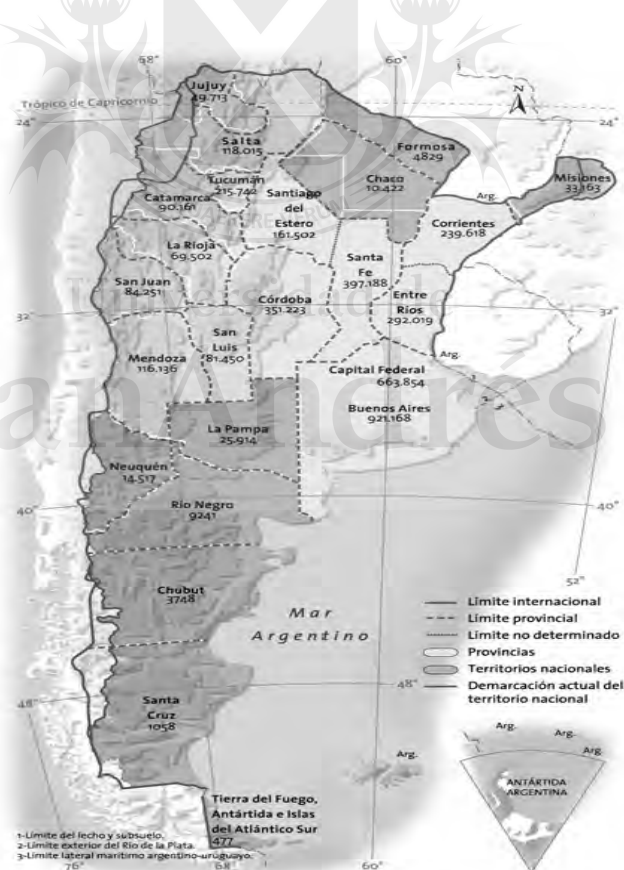 68°
60°
N
Jujuy
49.713
Trópico de Capricornio
24°
24°
Salta
118.015
Formosa
4829
Tucumán
215.742
Chaco
10.422
Misiones
33.163
Catamarca
90.161
Santiago
del
Estero
161.502
Arg.
Corrientes
239.618
La Rioja
69.502
Santa
Fe
397.188
San Juan
84.251
Córdoba
351.223
Entre
Ríos
292.019
32°
32°
San
Luis
81.450
Mendoza
116.136
Arg.
Capital Federal
663.854
1
2
3
Buenos Aires
921.168
La Pampa
25.914
anAndrés
Neuquén
14.517
Río Negro
9241
40°
40°
52°
Chubut
3748
Mar
Argentino
Límite internacional
Límite provincial
Límite no determinado
Provincias
Territorios nacionales
Demarcación actual del
territorio nacional
48°
48°
Santa
Cruz
1058
Arg.
Arg.
Arg.
Arg.
ANTÁRTIDA
ARGENTINA
Tierra del Fuego,
Antártida e Islas
del Atlántico Sur
477
1-Límite del lecho y subsuelo.
2-Límite exterior del Río de la Plata.
3-Límite lateral marítimo argentino-uruguayo.
76°
68°
60°